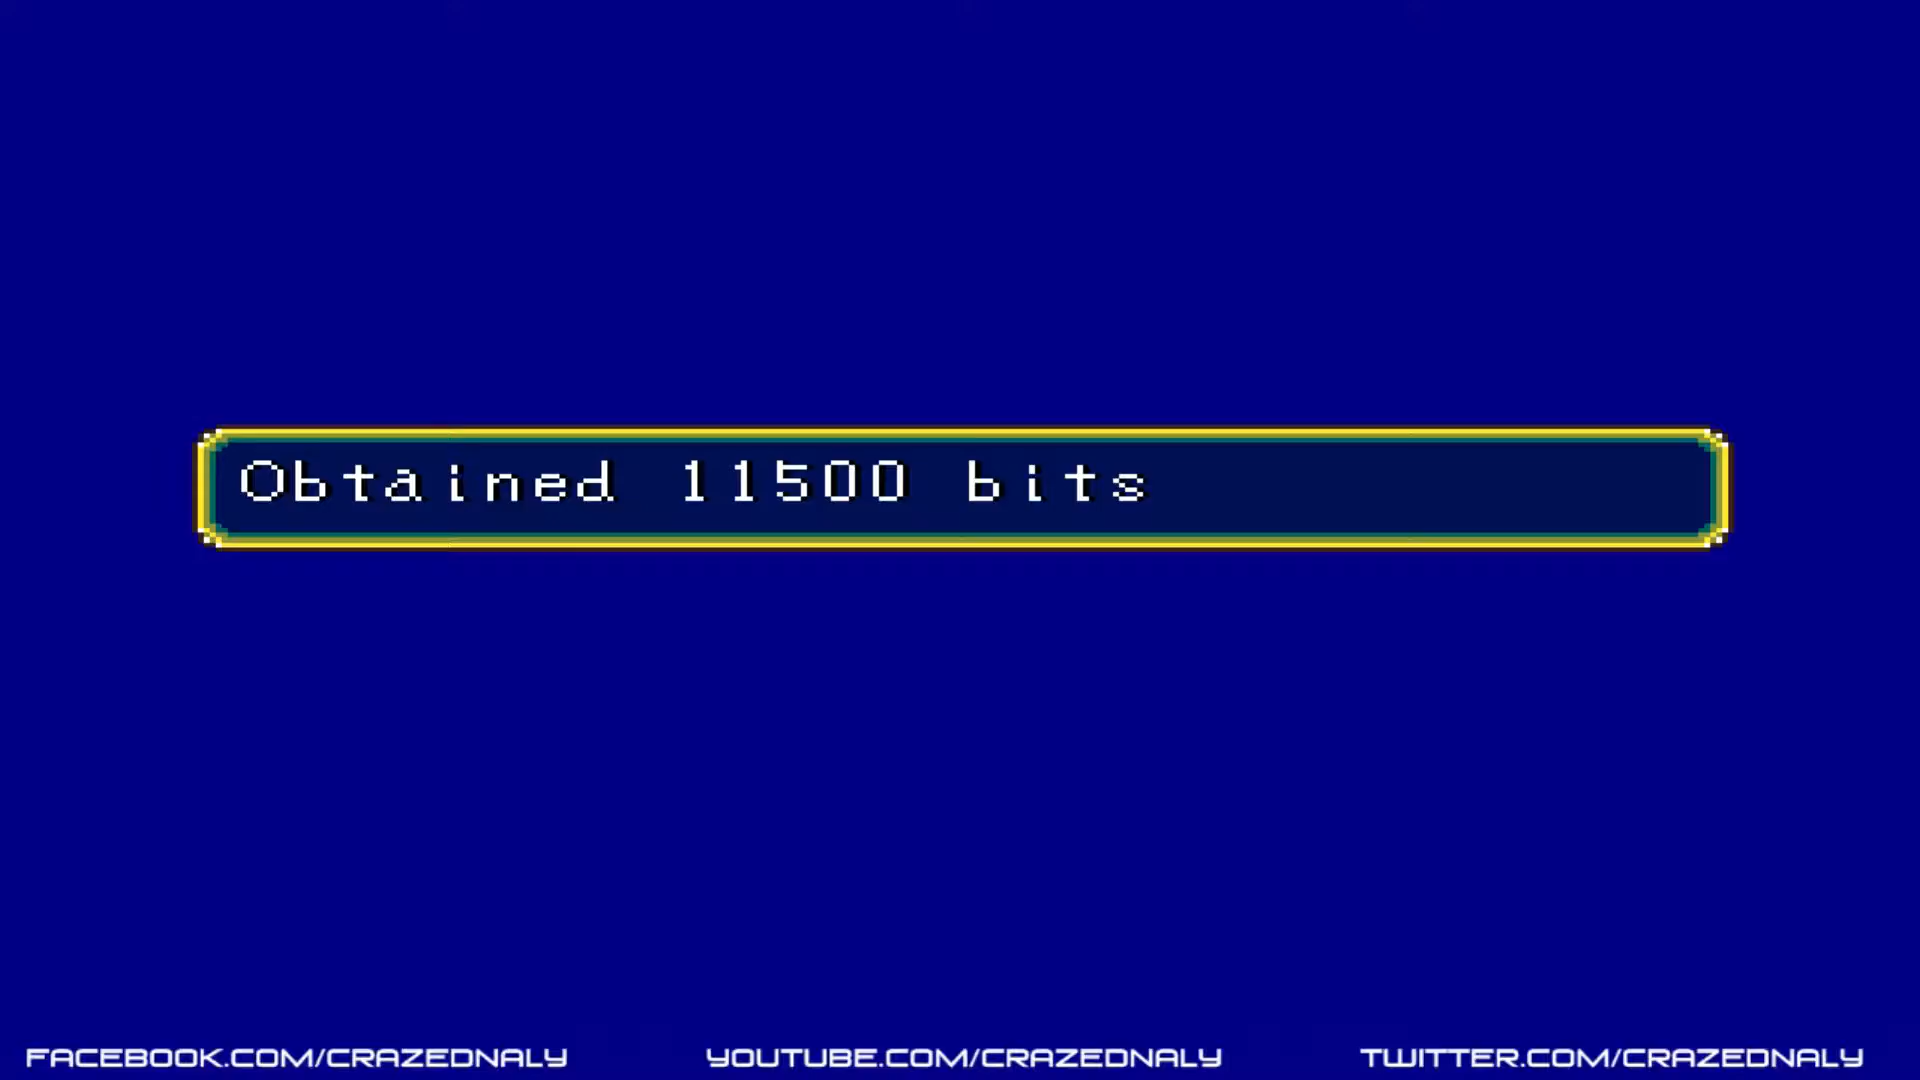 Obtained 11500 bits
FACEBOOK.COM/CRAZEDNALY YOUTUBE.COM/CRAZEDNALY TWITTER.COM/CRAZEDNALY